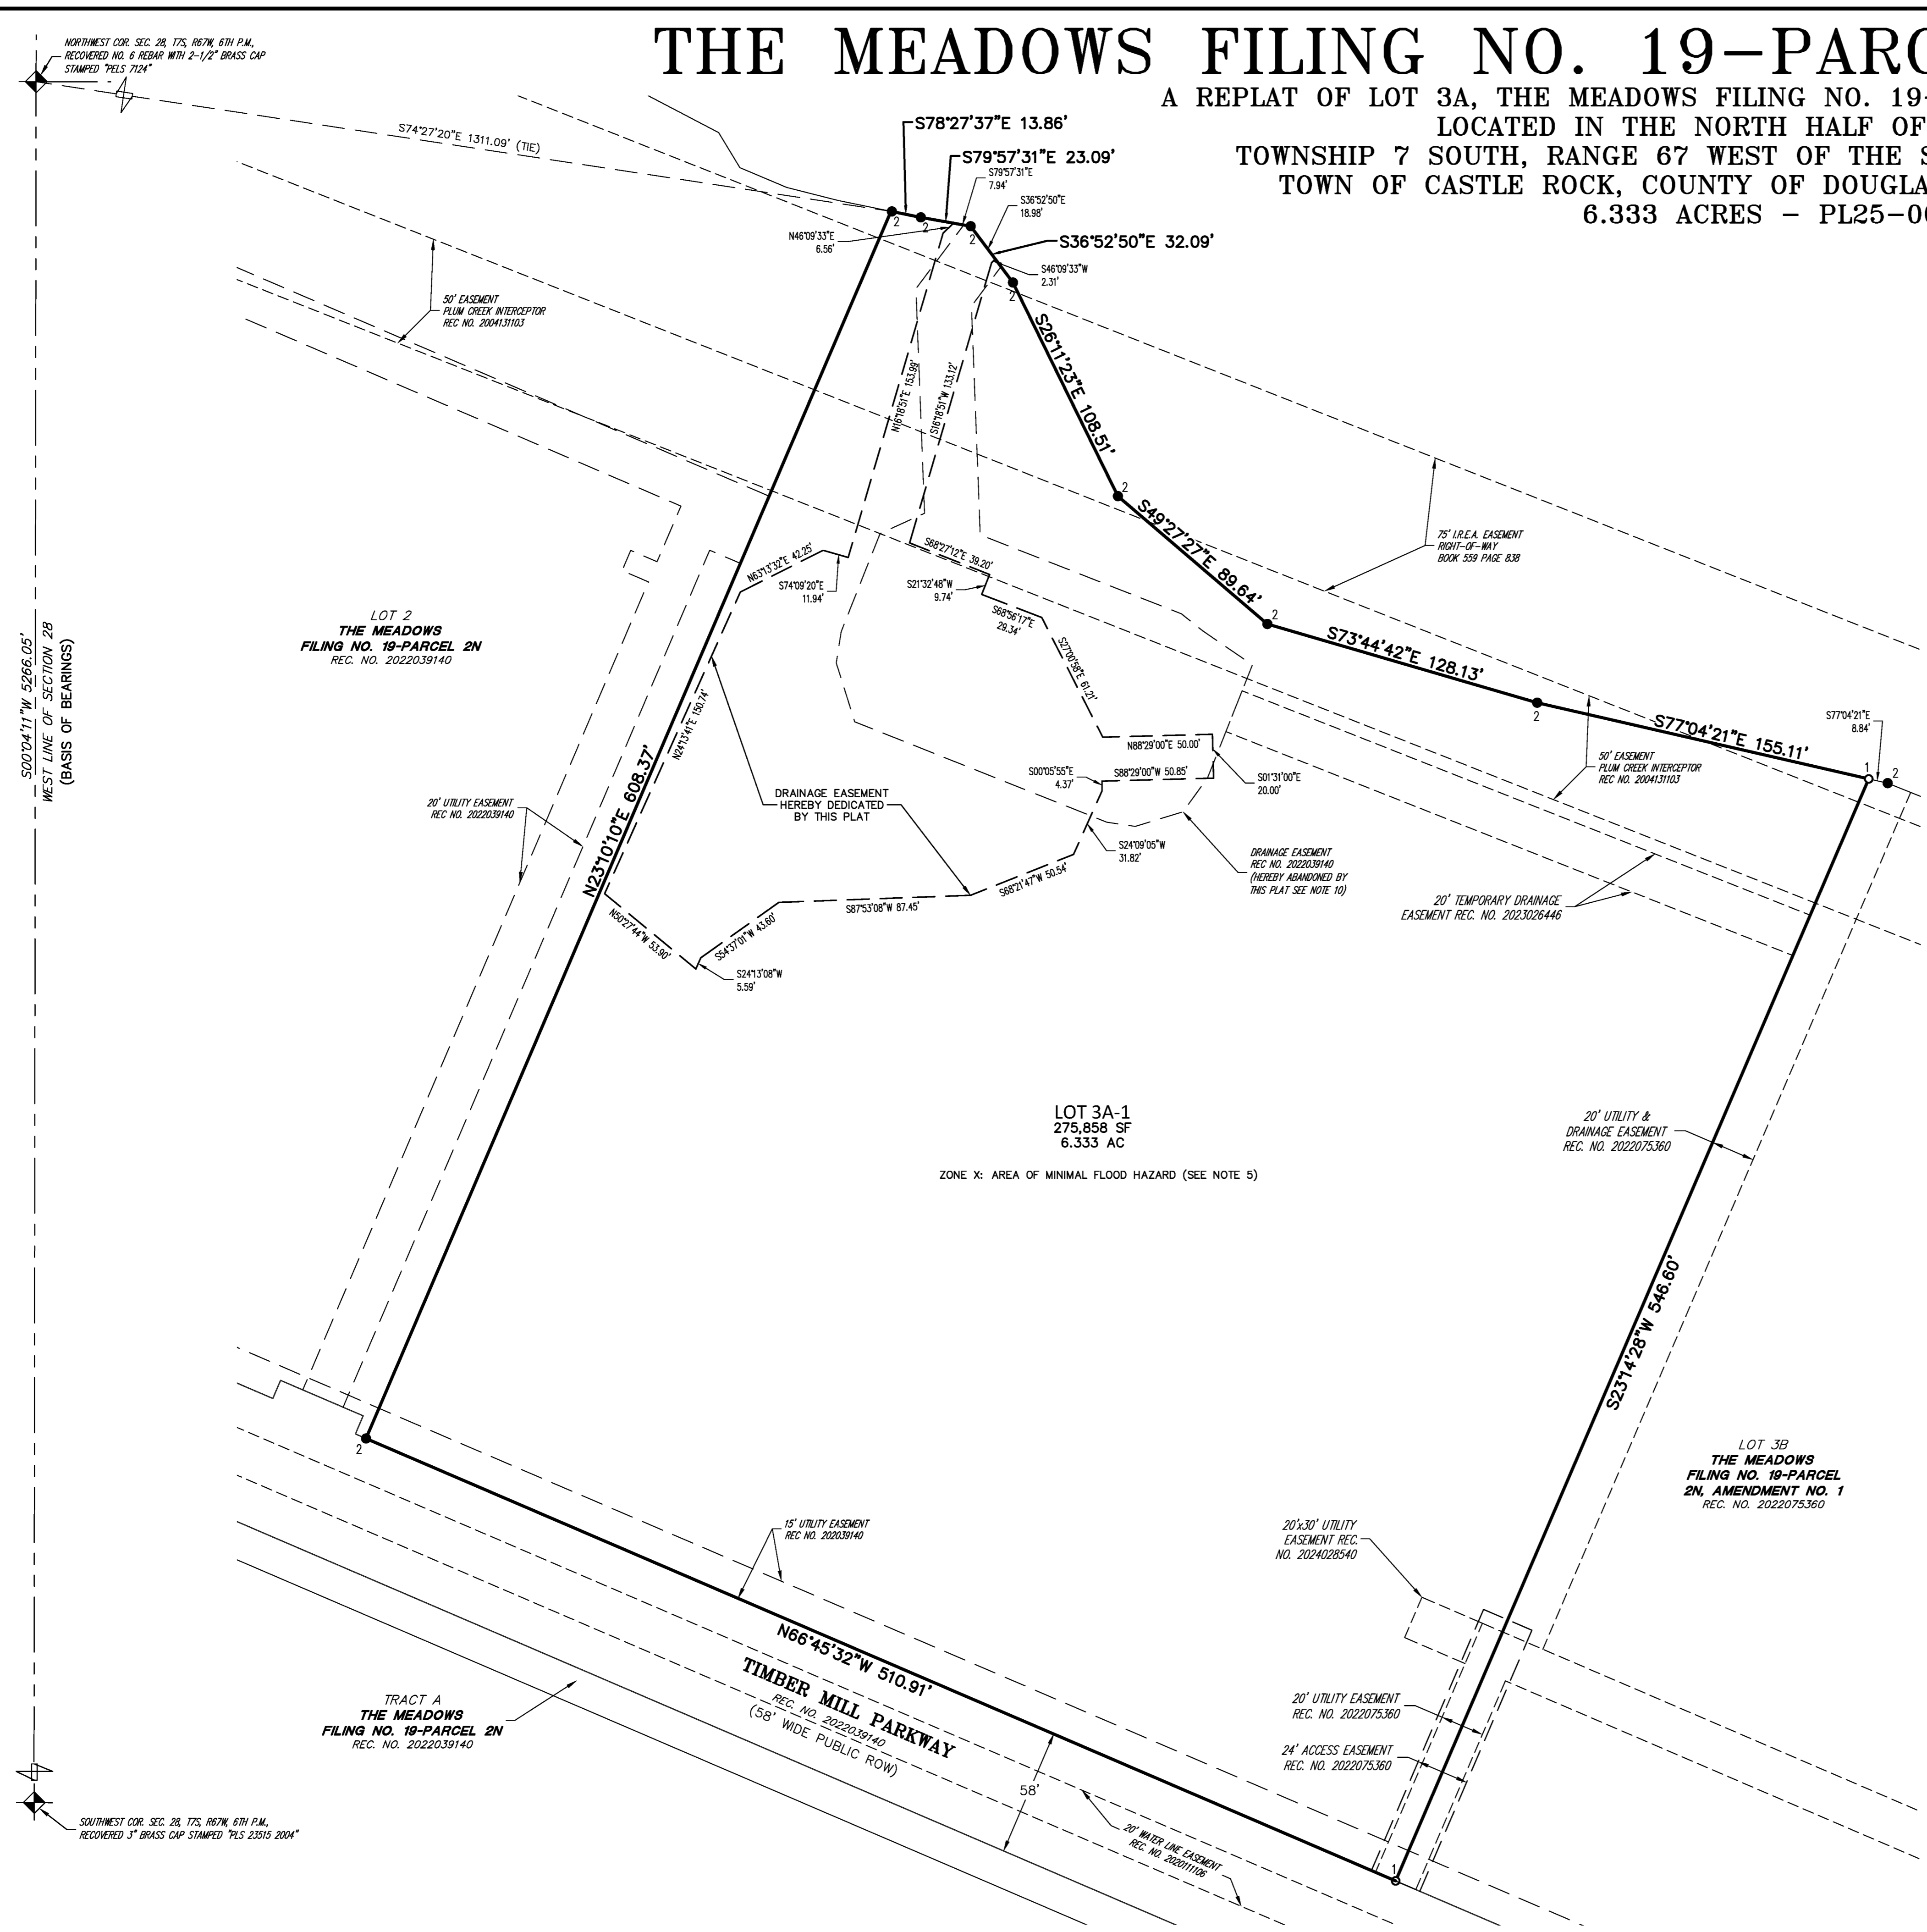 THE MEADOWS FILING NO. 19-PARC
A REPLAT OF LOT 3A, THE MEADOWS FILING NO. 19-
LOCATED IN THE NORTH HALF OF
TOWNSHIP 7 SOUTH, RANGE 67 WEST OF THE S
TOWN OF CASTLE ROCK, COUNTY OF DOUGLA
6.333 ACRES - PL25-00
NORTHWEST COR. SEC. 28, T7S, R67W, 6TH P.M.,
RECOVERED NO. 6 REBAR WITH 2-1/2" BRASS CAP
STAMPED "PELS 7124"
S74°27'20"E 1311.09' (TIE)
S78°27'37"E 13.86'
S79°57'31"E 23.09'
S79°57'31"E
7.94'
S36°52'50"E
18.98'
N46°09'33"E
6.56'
S36°52'50"E 32.09'
S46°09'33"W
2.31'
2
2
2
2
50' EASEMENT
PLUM CREEK INTERCEPTOR
REC NO. 2004131103
S26°11'23"E 108.51'
N16°18'51"E 153.99'
S16°18'51"W 133.12'
2
S49°27'27"E 89.64'
75' I.R.E.A. EASEMENT
RIGHT-OF-WAY
BOOK 559 PAGE 838
N63°13'32"E 42.25'
S74°09'20"E
11.94'
S68°27'12"E 39.20'
S21°32'48"W
9.74'
S68°56'17"E
29.34'
2
S73°44'42"E 128.13'
LOT 2
THE MEADOWS
FILING NO. 19-PARCEL 2N
REC. NO. 2022039140
S00°04'11"W 5266.05'
WEST LINE OF SECTION 28
(BASIS OF BEARINGS)
S27°00'58"E 61.21'
N24°13'41"E 150.74'
2
S77°04'21"E 155.11'
S77°04'21"E
8.84'
1
2
N88°29'00"E 50.00'
S88°29'00"W 50.85'
S00°05'55"E
4.37'
S01°31'00"E
20.00'
50' EASEMENT
PLUM CREEK INTERCEPTOR
REC NO. 2004131103
20' UTILITY EASEMENT
REC NO. 2022039140
N23°10'10"E 608.37'
DRAINAGE EASEMENT
HEREBY DEDICATED
BY THIS PLAT
S24°09'05"W
31.82'
DRAINAGE EASEMENT
REC NO. 2022039140
(HEREBY ABANDONED BY
THIS PLAT SEE NOTE 10)
S68°21'47"W 50.54'
S87°53'08"W 87.45'
20' TEMPORARY DRAINAGE
EASEMENT REC. NO. 2023026446
N50°27'44"W 53.90'
S54°37'01"W 43.60'
S24°13'08"W
5.59'
LOT 3A-1
275,858 SF
6.333 AC
ZONE X: AREA OF MINIMAL FLOOD HAZARD (SEE NOTE 5)
20' UTILITY &
DRAINAGE EASEMENT
REC. NO. 2022075360
S23°14'28"W 546.60'
2
LOT 3B
THE MEADOWS
FILING NO. 19-PARCEL
2N, AMENDMENT NO. 1
REC. NO. 2022075360
15' UTILITY EASEMENT
REC NO. 202039140
20'x30' UTILITY
EASEMENT REC.
NO. 2024028540
N66°45'32"W 510.91'
TIMBER MILL PARKWAY
REC. NO. 2022039140
(58' WIDE PUBLIC ROW)
TRACT A
THE MEADOWS
FILING NO. 19-PARCEL 2N
REC. NO. 2022039140
20' UTILITY EASEMENT
REC. NO. 2022075360
24' ACCESS EASEMENT
REC. NO. 2022075360
58'
20' WATER LINE EASEMENT
REC. NO. 2020111106
1
SOUTHWEST COR. SEC. 28, T7S, R67W, 6TH P.M.,
RECOVERED 3" BRASS CAP STAMPED "PLS 23515 2004"